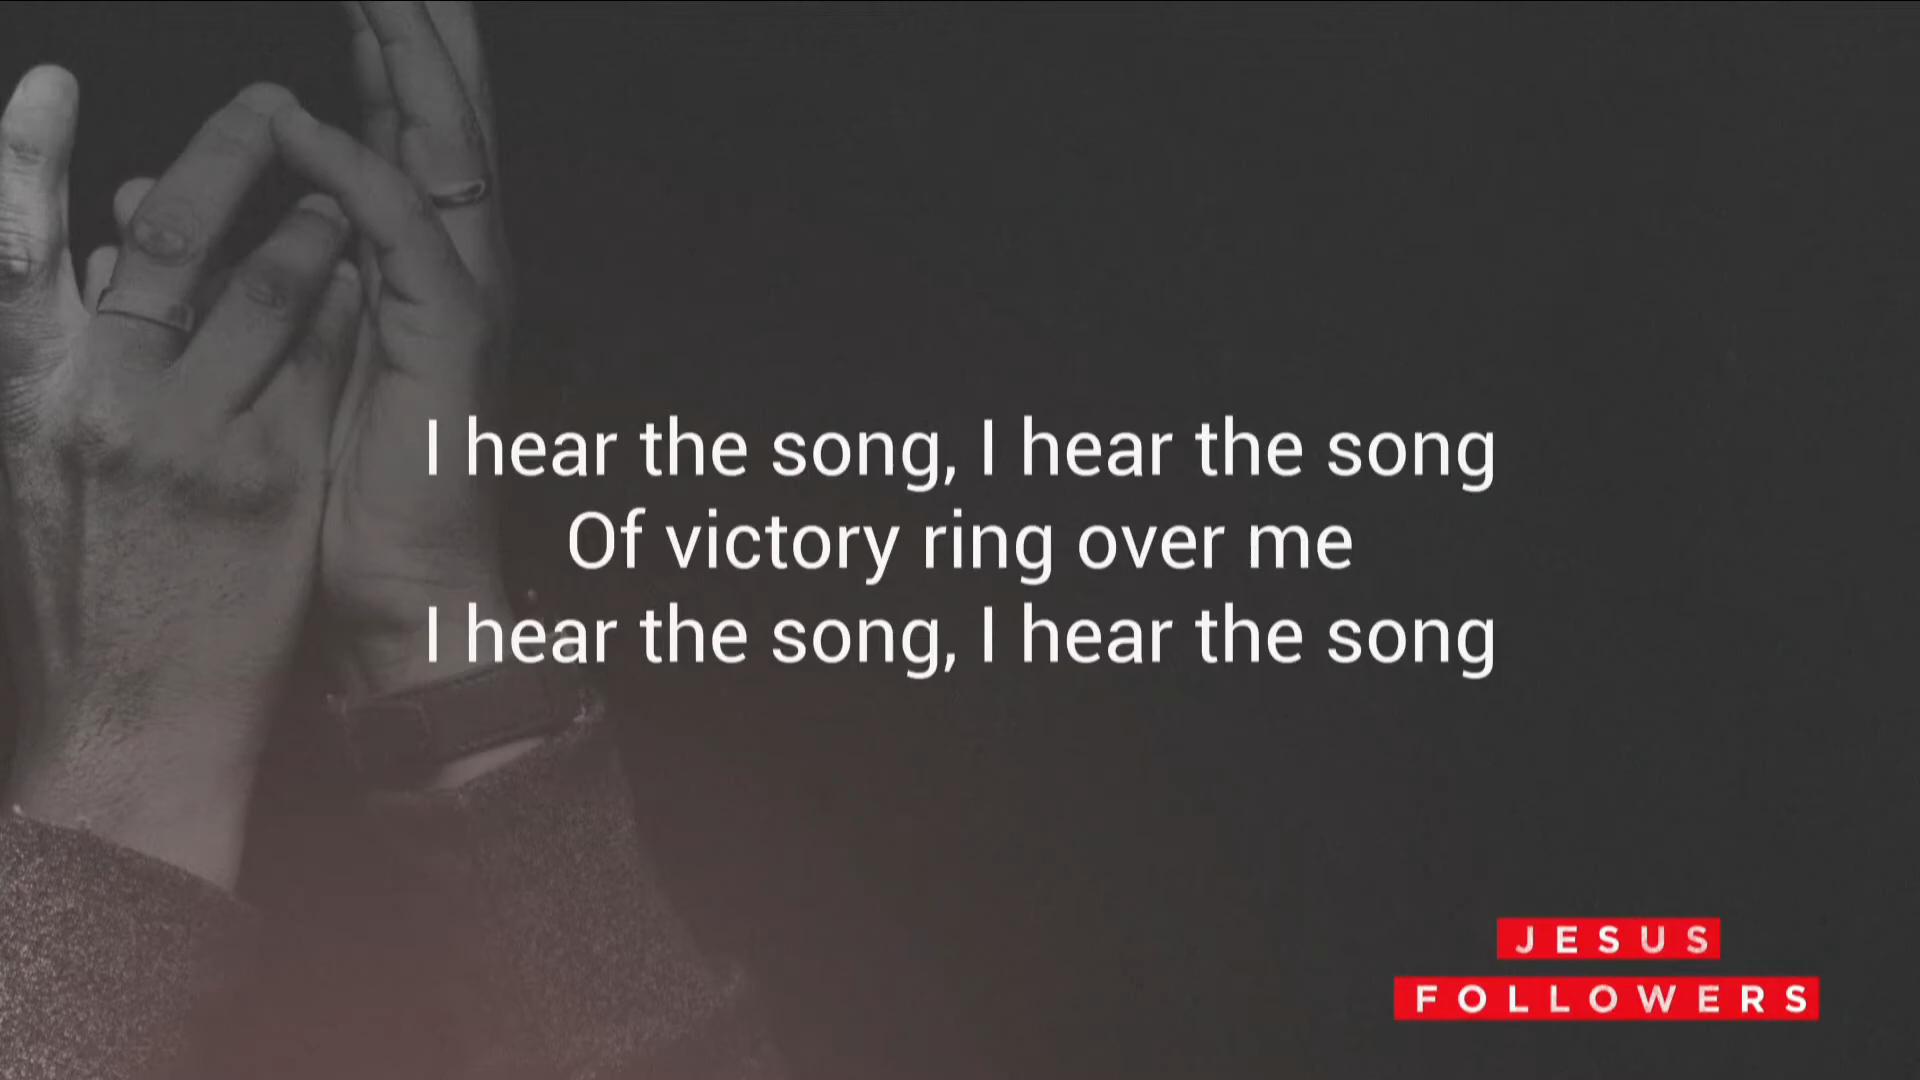 I hear the song, I hear the song
Of victory ring over me
I hear the song, I hear the song
JESUS
FOLLOWERS